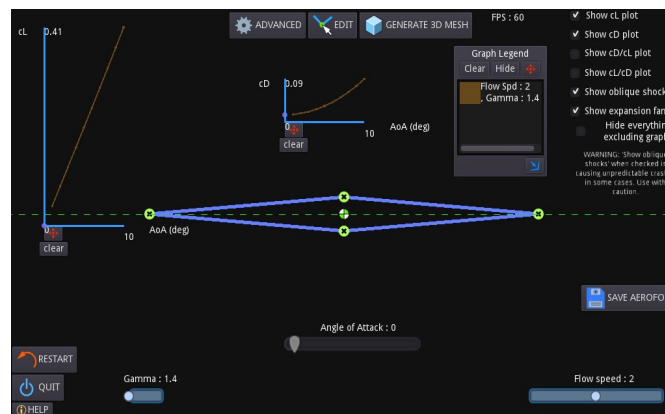 ADVANCED
EDIT
GENERATE 3D MESH
FPS : 60
cL
0.41
0
10
AoA (deg)
clear
cD
0.09
0
10
AoA (deg)
clear
Graph Legend
Clear Hide
Flow Spd : 2
, Gamma : 1.4
Show cL plot
Show cD plot
Show cD/cL plot
Show cL/cD plot
Show oblique shock
Show expansion fan
Hide everythin
excluding graph
WARNING: 'Show oblique
shocks' when checked is
causing unpredictable crash
in some cases. Use with
caution.
SAVE AEROFO
Angle of Attack : 0
RESTART
QUIT
HELP
Gamma : 1.4
Flow speed : 2